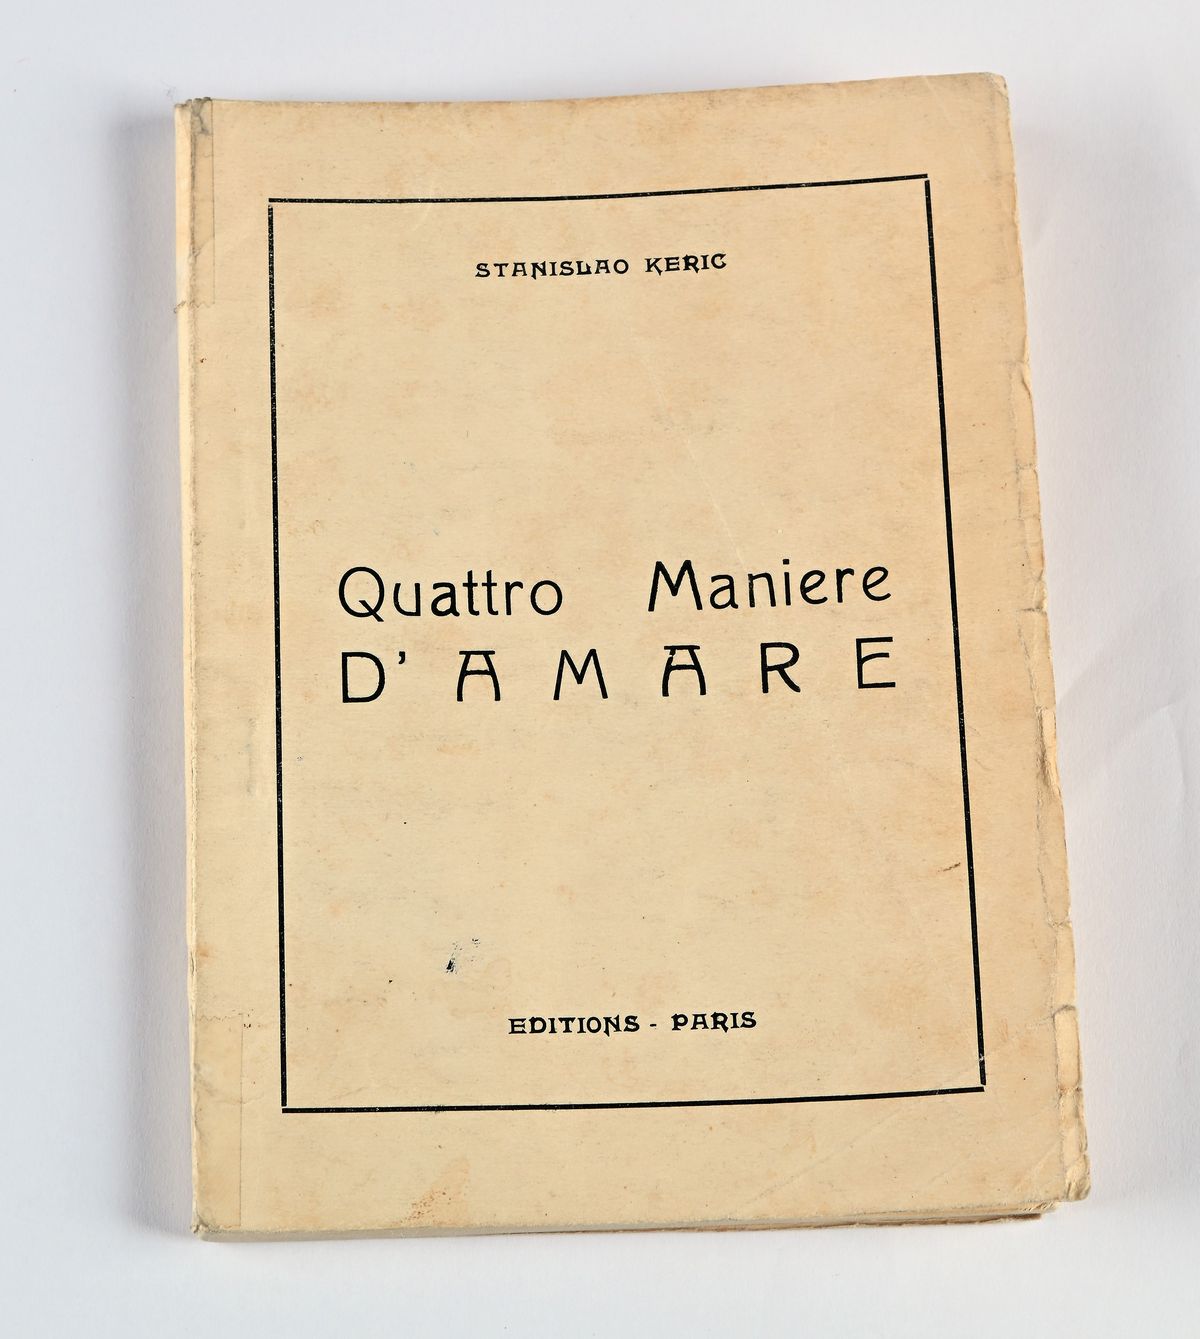 STANISLAO KERIC
Quattro Maniere
D'AMARE
EDITIONS - PARIS